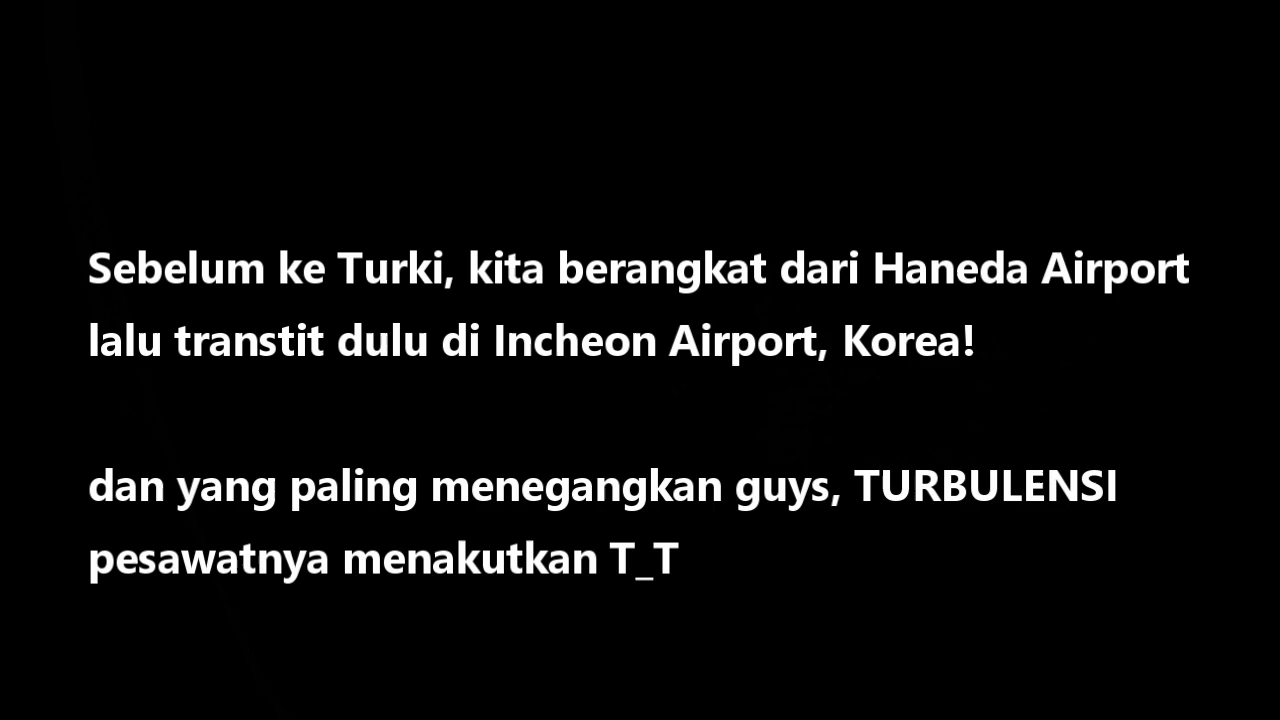 Sebelum ke Turki, kita berangkat dari Haneda Airport
lalu transtit dulu di Incheon Airport, Korea!
dan yang paling menegangkan guys, TURBULENSI
pesawatnya menakutkan T_T